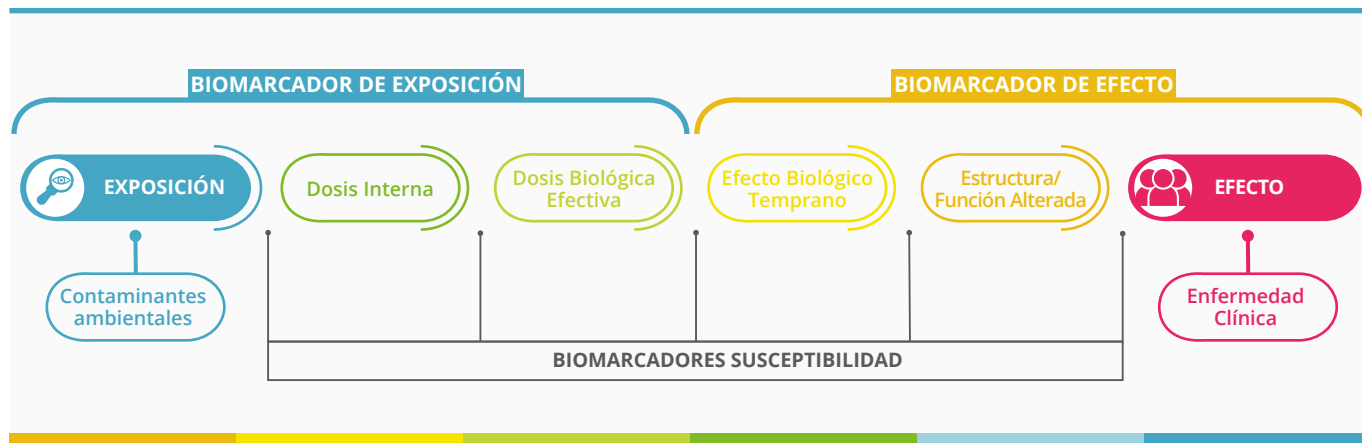 BIOMARCADOR DE EXPOSICIÓN
BIOMARCADOR DE EFECTO
EXPOSICIÓN
Dosis Interna
Dosis Biológica
Efectiva
Efecto Biológico
Temprano
Estructura/
Función Alterada
EFECTO
Contaminantes
ambientales
Enfermedad
Clínica
BIOMARCADORES SUSCEPTIBILIDAD